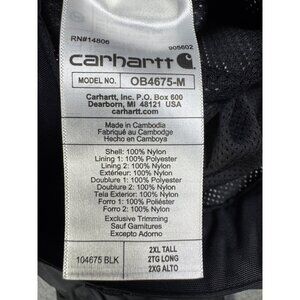 RN#14806 905602
carhartt
MODEL NO. OB4675-M
Carhartt, Inc. P.O. Box 600
Dearborn, MI 48121 USA
carhartt.com
Made in Cambodia
Fabriqué au Cambodge
Hecho en Camboya
Shell: 100% Nylon
Lining 1: 100% Polyester
Lining 2: 100% Nylon
Extérieur: 100% Nylon
Doublure 1: 100% Polyester
Doublure 2: 100% Nylon
Tela Exterior: 100% Nylon
Forro 1: 100% Poliéster
Forro 2: 100% Nylon
Exclusive Trimming
Sauf Garnitures
Excepto Adorno
104675 BLK
2XL TALL
2TG LONG
2XG ALTO